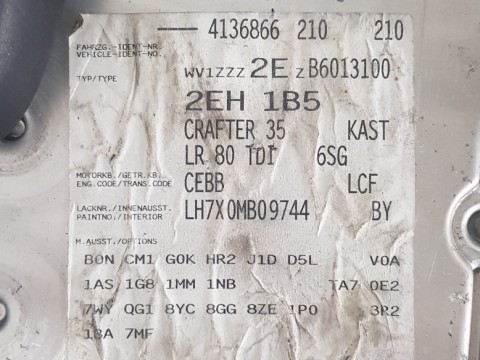 4136866 210 210
FAHRZG.-IDENT-NR.
VEHICLE-IDENT-NO.
WV1ZZZ 2E Z B6013100
TYP/TYPE
2EH 1B5
CRAFTER 35 KAST
LR 80 TDI 6SG
MOTORKB./GETR.KB.
ENG.CODE/TRANS.CODE CEBB LCF
LACKNR./INNENAUSST. LH7X0MB09744 BY
PAINTNO./INTERIOR
M.AUSST./OPTIONS
B0N CM1 G0K HR2 J1D D5L V0A
1AS 1G8 1MM 1NB TA7 0E2
7WY QG1 8YC 8GG 8ZE 1P0 3R2
18A 7MF